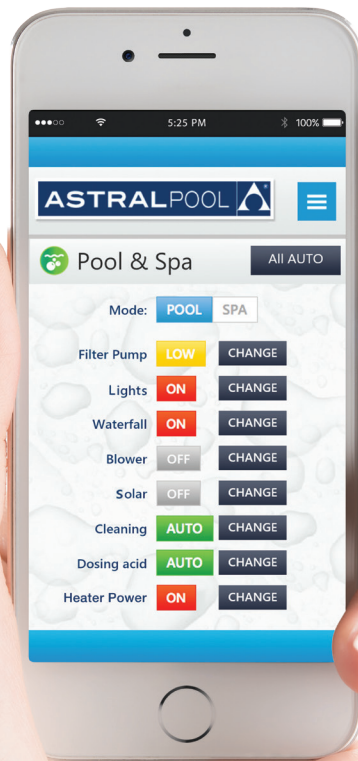 5:25 PM 100%
ASTRALPOOL
Pool & Spa All AUTO
Mode: POOL SPA
Filter Pump LOW CHANGE
Lights ON CHANGE
Waterfall ON CHANGE
Blower OFF CHANGE
Solar OFF CHANGE
Cleaning AUTO CHANGE
Dosing acid AUTO CHANGE
Heater Power ON CHANGE